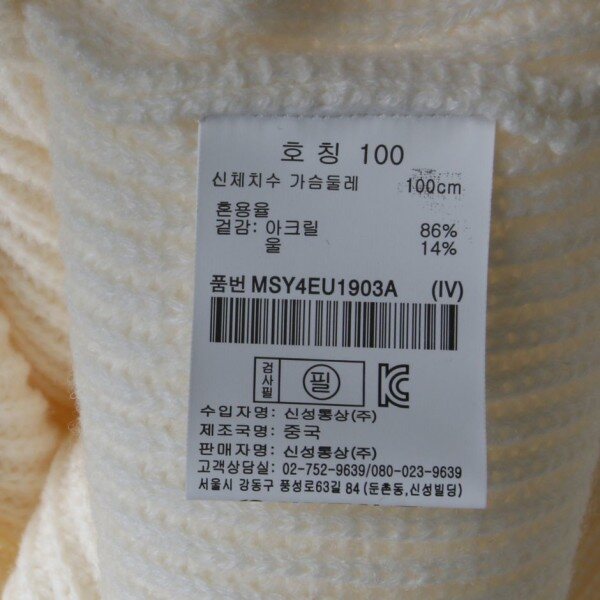 호 칭 100
신체치수 가슴둘레 100cm
혼용율
겉감: 아크릴 86%
울 14%
품번 MSY4EU1903A (IV)
검사필 필 KC
수입자명: 신성통상(주)
제조국명: 중국
판매자명: 신성통상(주)
고객상담실: 02-752-9639/080-023-9639
서울시 강동구 풍성로63길 84 (둔촌동,신성빌딩)